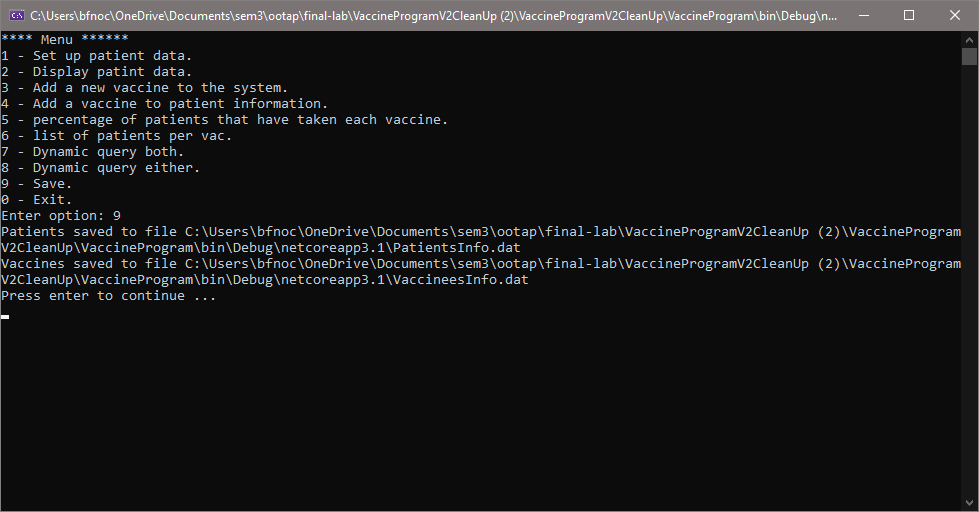 C:\Users\bfnoc\OneDrive\Documents\sem3\ootap\final-lab\VaccineProgramV2CleanUp (2)\VaccineProgramV2CleanUp\VaccineProgram\bin\Debug\n...
**** Menu ******
1 - Set up patient data.
2 - Display patint data.
3 - Add a new vaccine to the system.
4 - Add a vaccine to patient information.
5 - percentage of patients that have taken each vaccine.
6 - list of patients per vac.
7 - Dynamic query both.
8 - Dynamic query either.
9 - Save.
0 - Exit.
Enter option: 9
Patients saved to file C:\Users\bfnoc\OneDrive\Documents\sem3\ootap\final-lab\VaccineProgramV2CleanUp (2)\VaccineProgram
V2CleanUp\VaccineProgram\bin\Debug\netcoreapp3.1\PatientsInfo.dat
Vaccines saved to file C:\Users\bfnoc\OneDrive\Documents\sem3\ootap\final-lab\VaccineProgramV2CleanUp (2)\VaccineProgram
V2CleanUp\VaccineProgram\bin\Debug\netcoreapp3.1\VaccineesInfo.dat
Press enter to continue ...